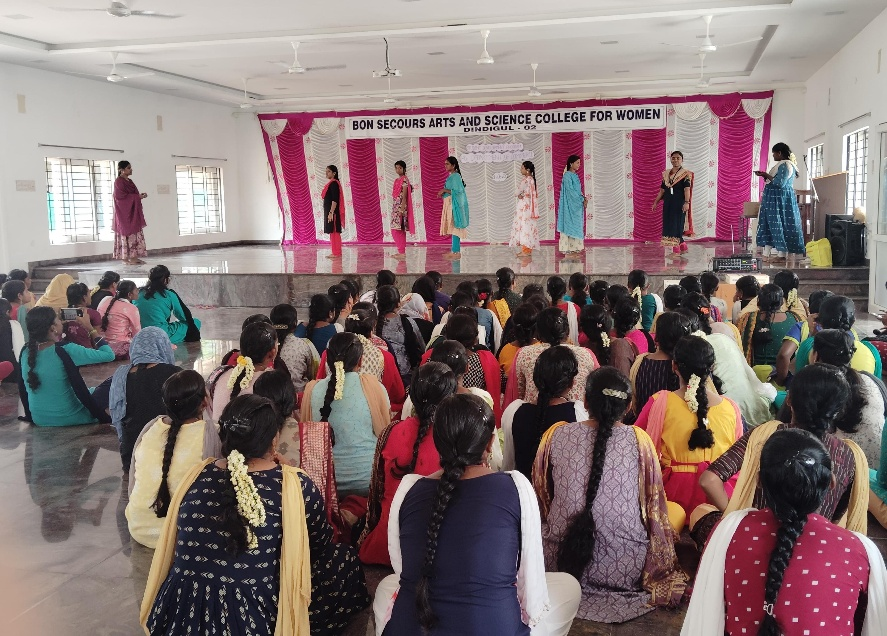 BON SECOURS ARTS AND SCIENCE COLLEGE FOR WOMEN
DINDIGUL - 02